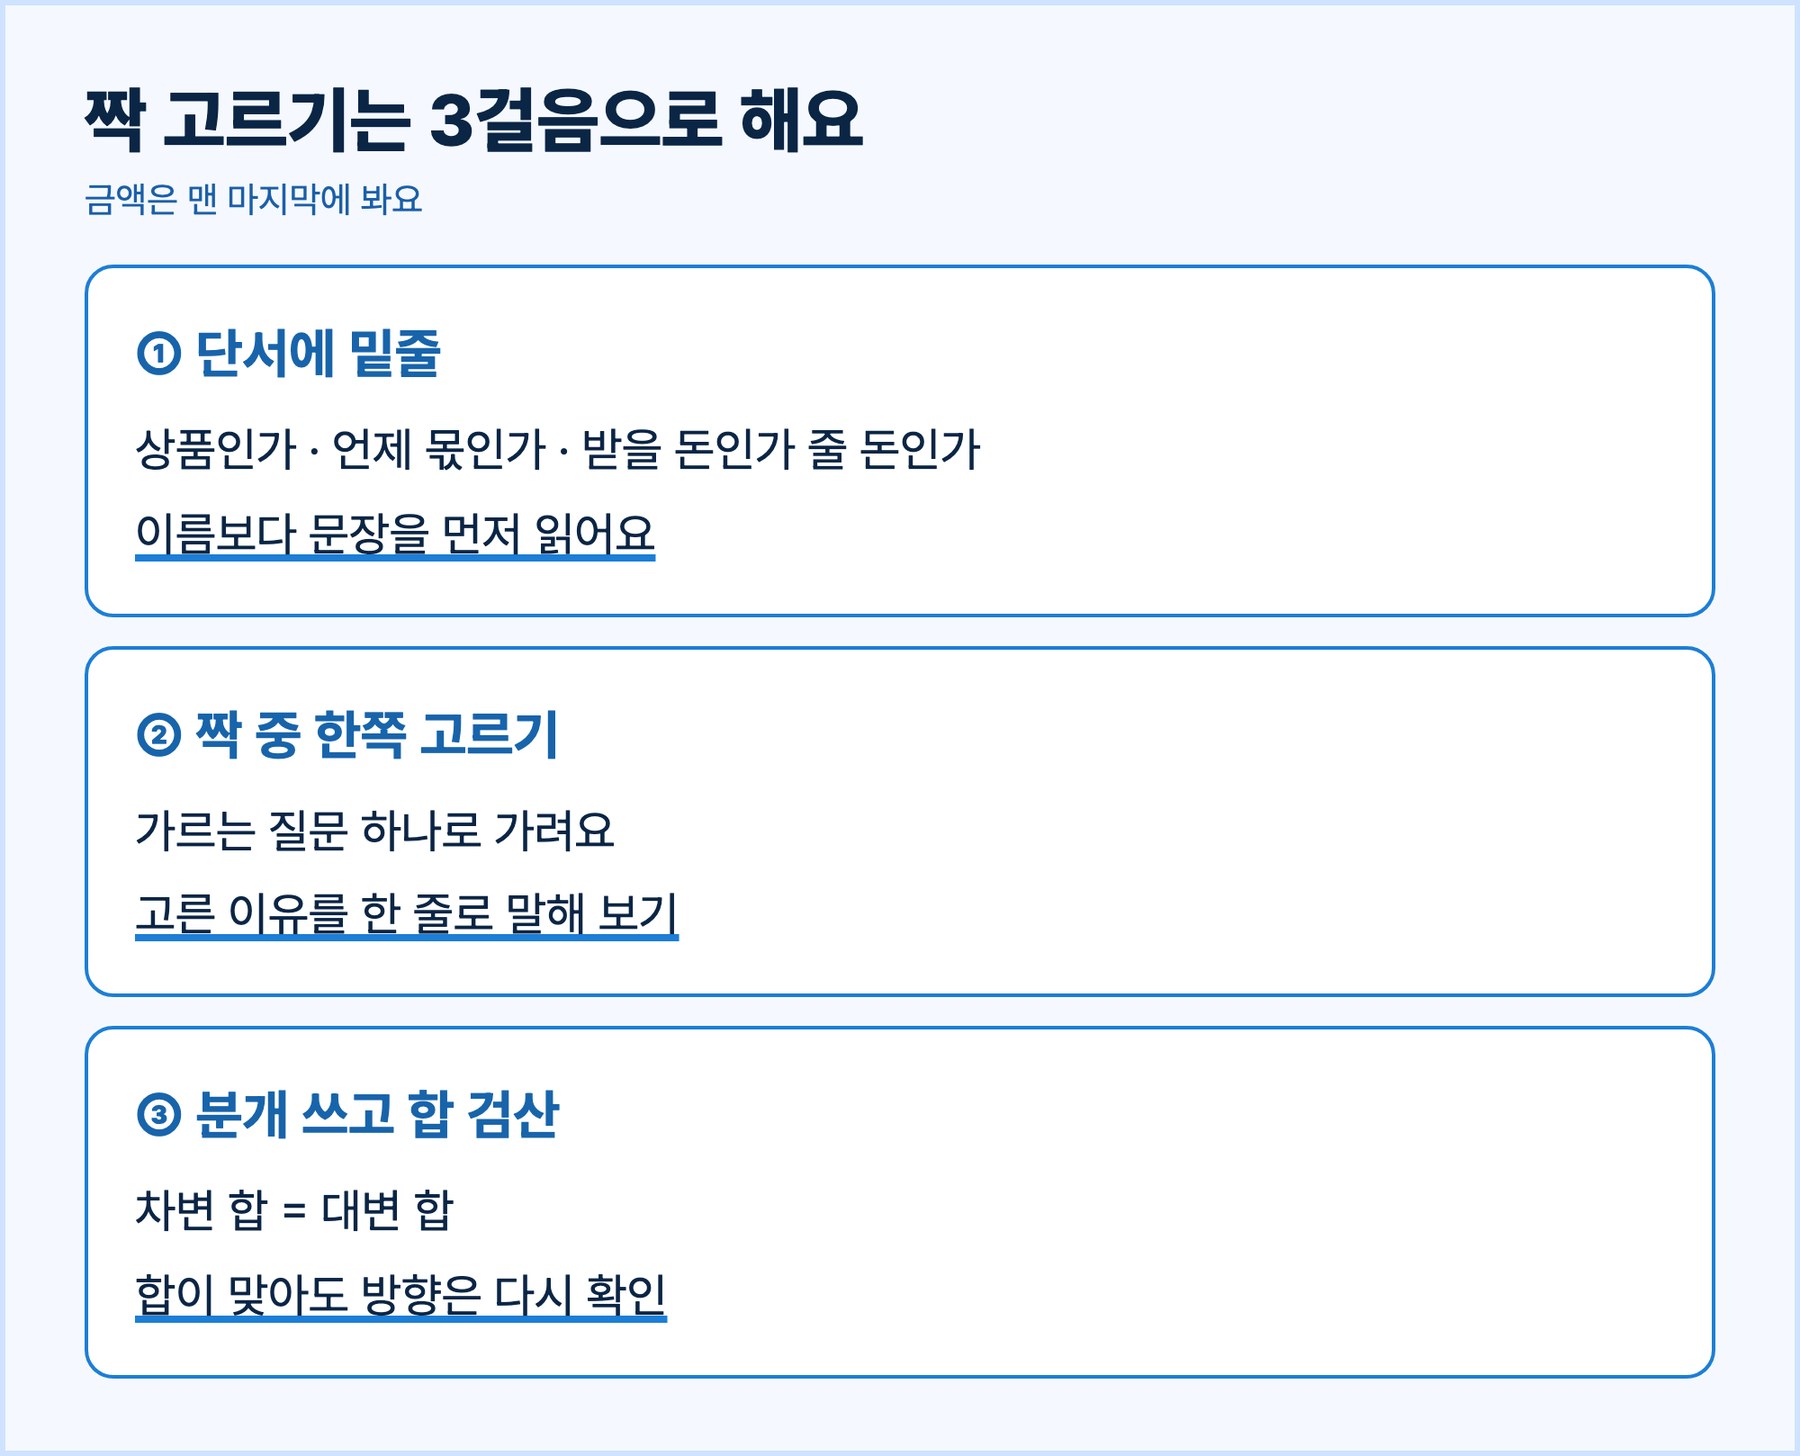 짝 고르기는 3걸음으로 해요
금액은 맨 마지막에 봐요
① 단서에 밑줄
상품인가 · 언제 몫인가 · 받을 돈인가 줄 돈인가
이름보다 문장을 먼저 읽어요
② 짝 중 한쪽 고르기
가르는 질문 하나로 가려요
고른 이유를 한 줄로 말해 보기
③ 분개 쓰고 합 검산
차변 합 = 대변 합
합이 맞아도 방향은 다시 확인